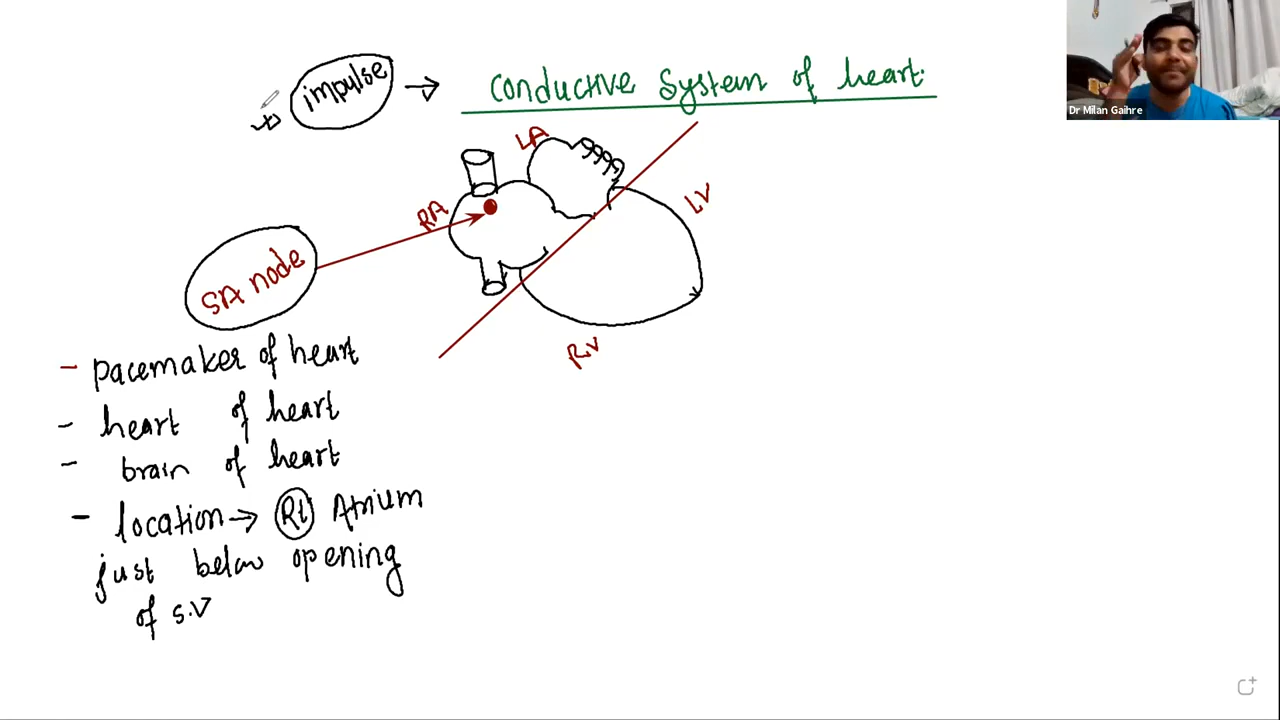 impulse → conductive system of heart.
Dr Milan Gaihre
LA
RA
LV
SA node
RV
- pacemaker of heart
- heart of heart
- brain of heart
- location → Rt Atrium
just below opening
of s.v